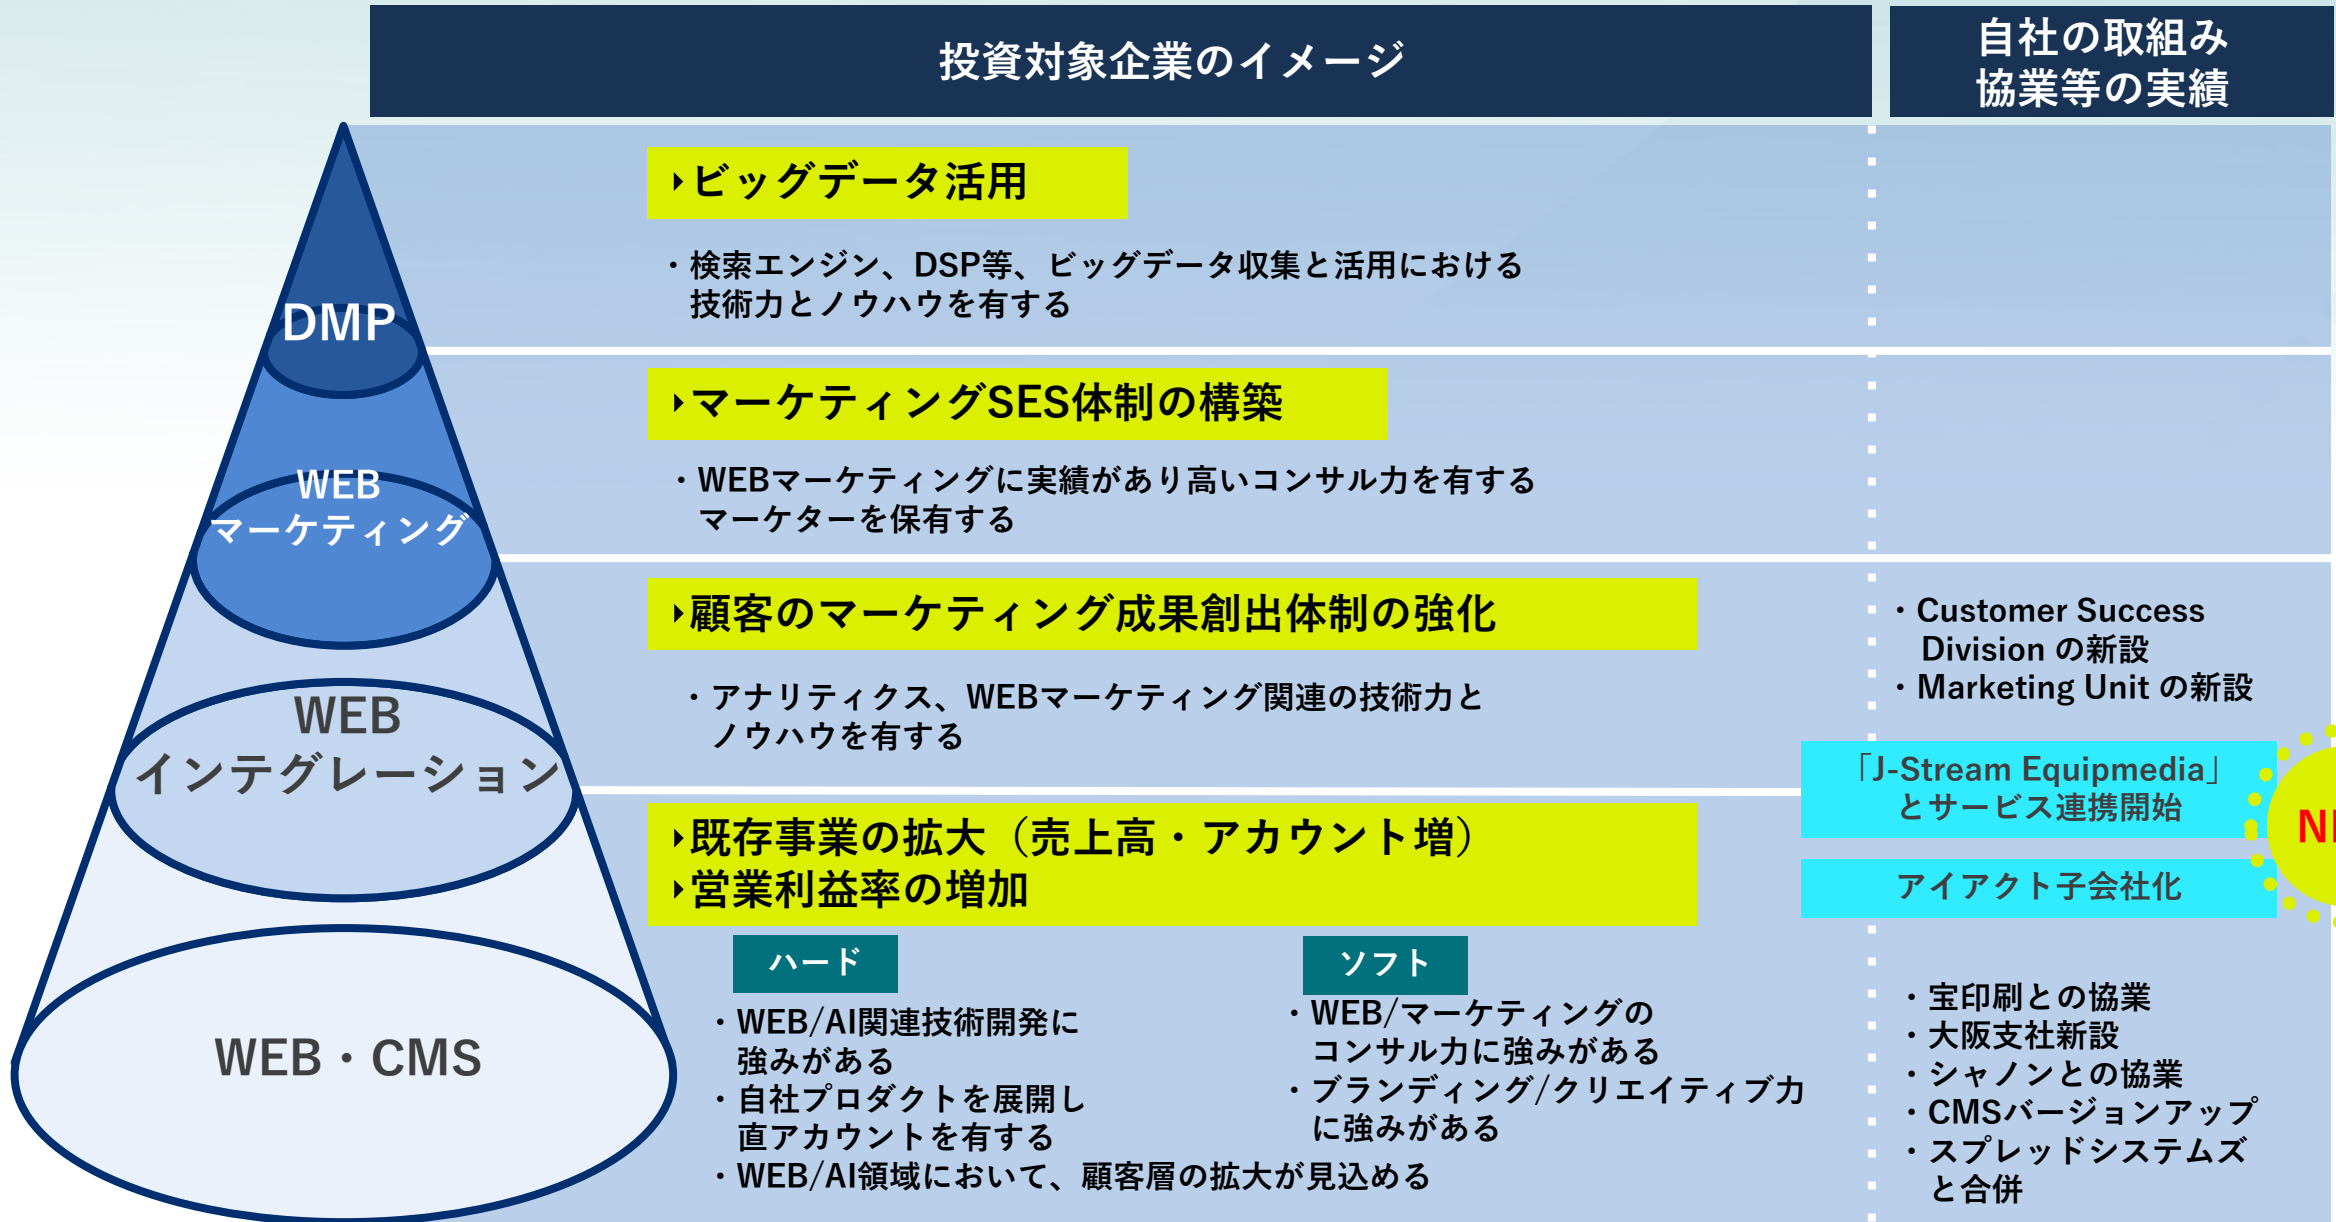 投資対象企業のイメージ
自社の取組み
協業等の実績
DMP
‣ビッグデータ活用
・検索エンジン、DSP等、ビッグデータ収集と活用における
技術力とノウハウを有する
WEB
マーケティング
‣マーケティングSES体制の構築
・WEBマーケティングに実績があり高いコンサル力を有する
マーケターを保有する
WEB
インテグレーション
‣顧客のマーケティング成果創出体制の強化
・アナリティクス、WEBマーケティング関連の技術力と
ノウハウを有する
・Customer Success
Division の新設
・Marketing Unit の新設
「J-Stream Equipmedia」
とサービス連携開始
アイアクト子会社化
WEB・CMS
‣既存事業の拡大（売上高・アカウント増）
‣営業利益率の増加
ハード
・WEB/AI関連技術開発に
強みがある
・自社プロダクトを展開し
直アカウントを有する
・WEB/AI領域において、顧客層の拡大が見込める
ソフト
・WEB/マーケティングの
コンサル力に強みがある
・ブランディング/クリエイティブ力
に強みがある
・宝印刷との協業
・大阪支社新設
・シャノンとの協業
・CMSバージョンアップ
・スプレッドシステムズ
と合併